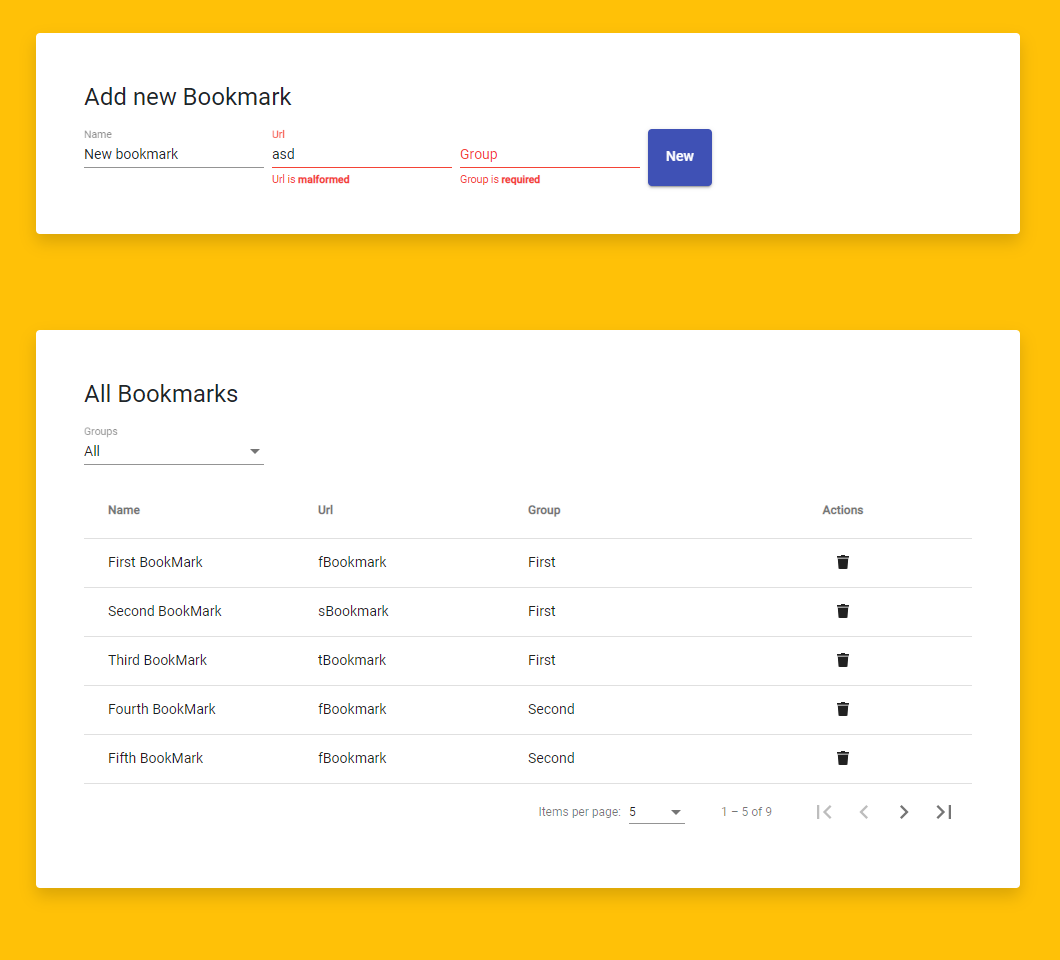 Add new Bookmark
Name Url
New bookmark asd Group New
Url is malformed Group is required
All Bookmarks
Groups
All
Name Url Group Actions
First BookMark fBookmark First
Second BookMark sBookmark First
Third BookMark tBookmark First
Fourth BookMark fBookmark Second
Fifth BookMark fBookmark Second
Items per page: 5 1 – 5 of 9